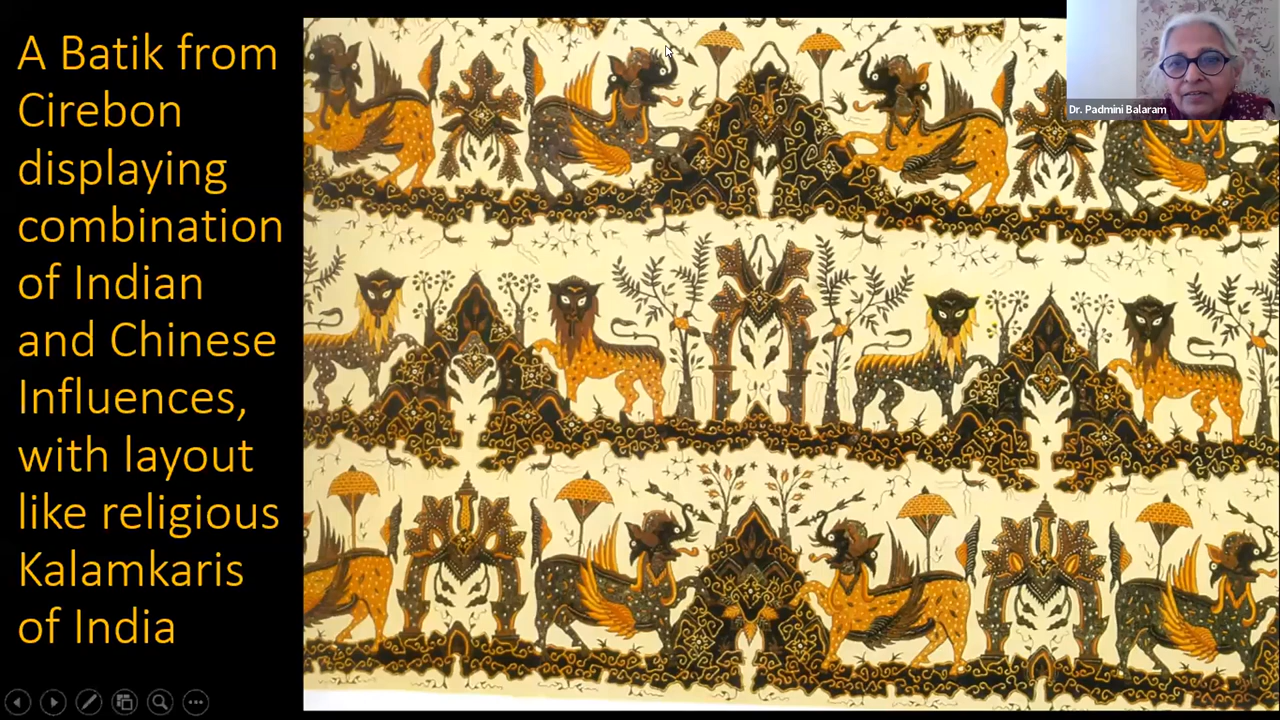 A Batik from
Cirebon
displaying
combination
of Indian
and Chinese
Influences,
with layout
like religious
Kalamkaris
of India
Dr. Padmini Balaram